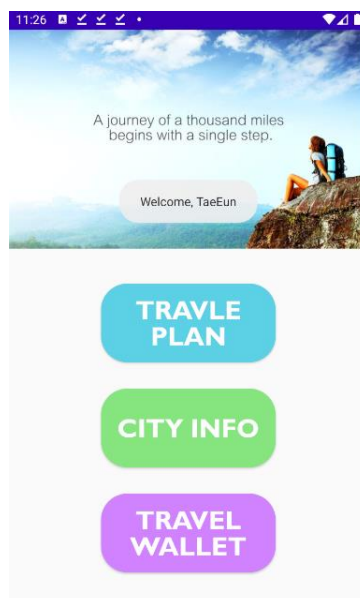 11:26
A journey of a thousand miles
begins with a single step.
Welcome, TaeEun
TRAVLE
PLAN
CITY INFO
TRAVEL
WALLET